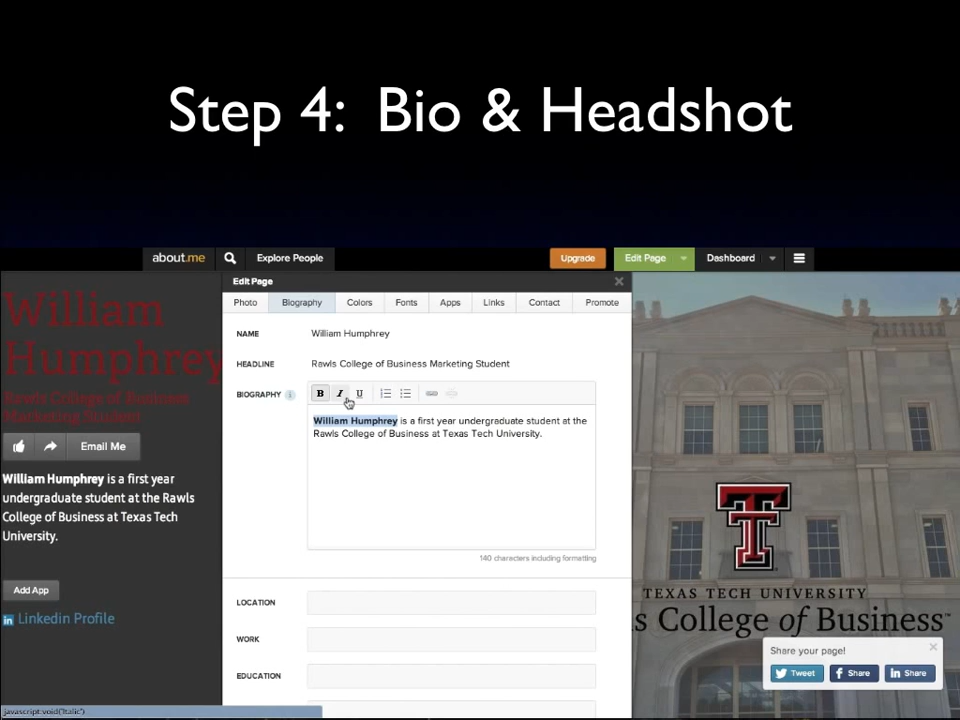 Step 4: Bio & Headshot
about.me
Explore People
Upgrade
Edit Page
Dashboard
Edit Page
Photo
Biography
Colors
Fonts
Apps
Links
Contact
Promote
William
Humphrey
Rawls College of Business
Marketing Student
Email Me
William Humphrey is a first year
undergraduate student at the Rawls
College of Business at Texas Tech
University.
Add App
in Linkedin Profile
NAME
William Humphrey
HEADLINE
Rawls College of Business Marketing Student
BIOGRAPHY
B I U
William Humphrey is a first year undergraduate student at the
Rawls College of Business at Texas Tech University.
140 characters including formatting
LOCATION
WORK
EDUCATION
TEXAS TECH UNIVERSITY
s College of Business™
Share your page!
Tweet
f Share
in Share
javascript:void('Italic')